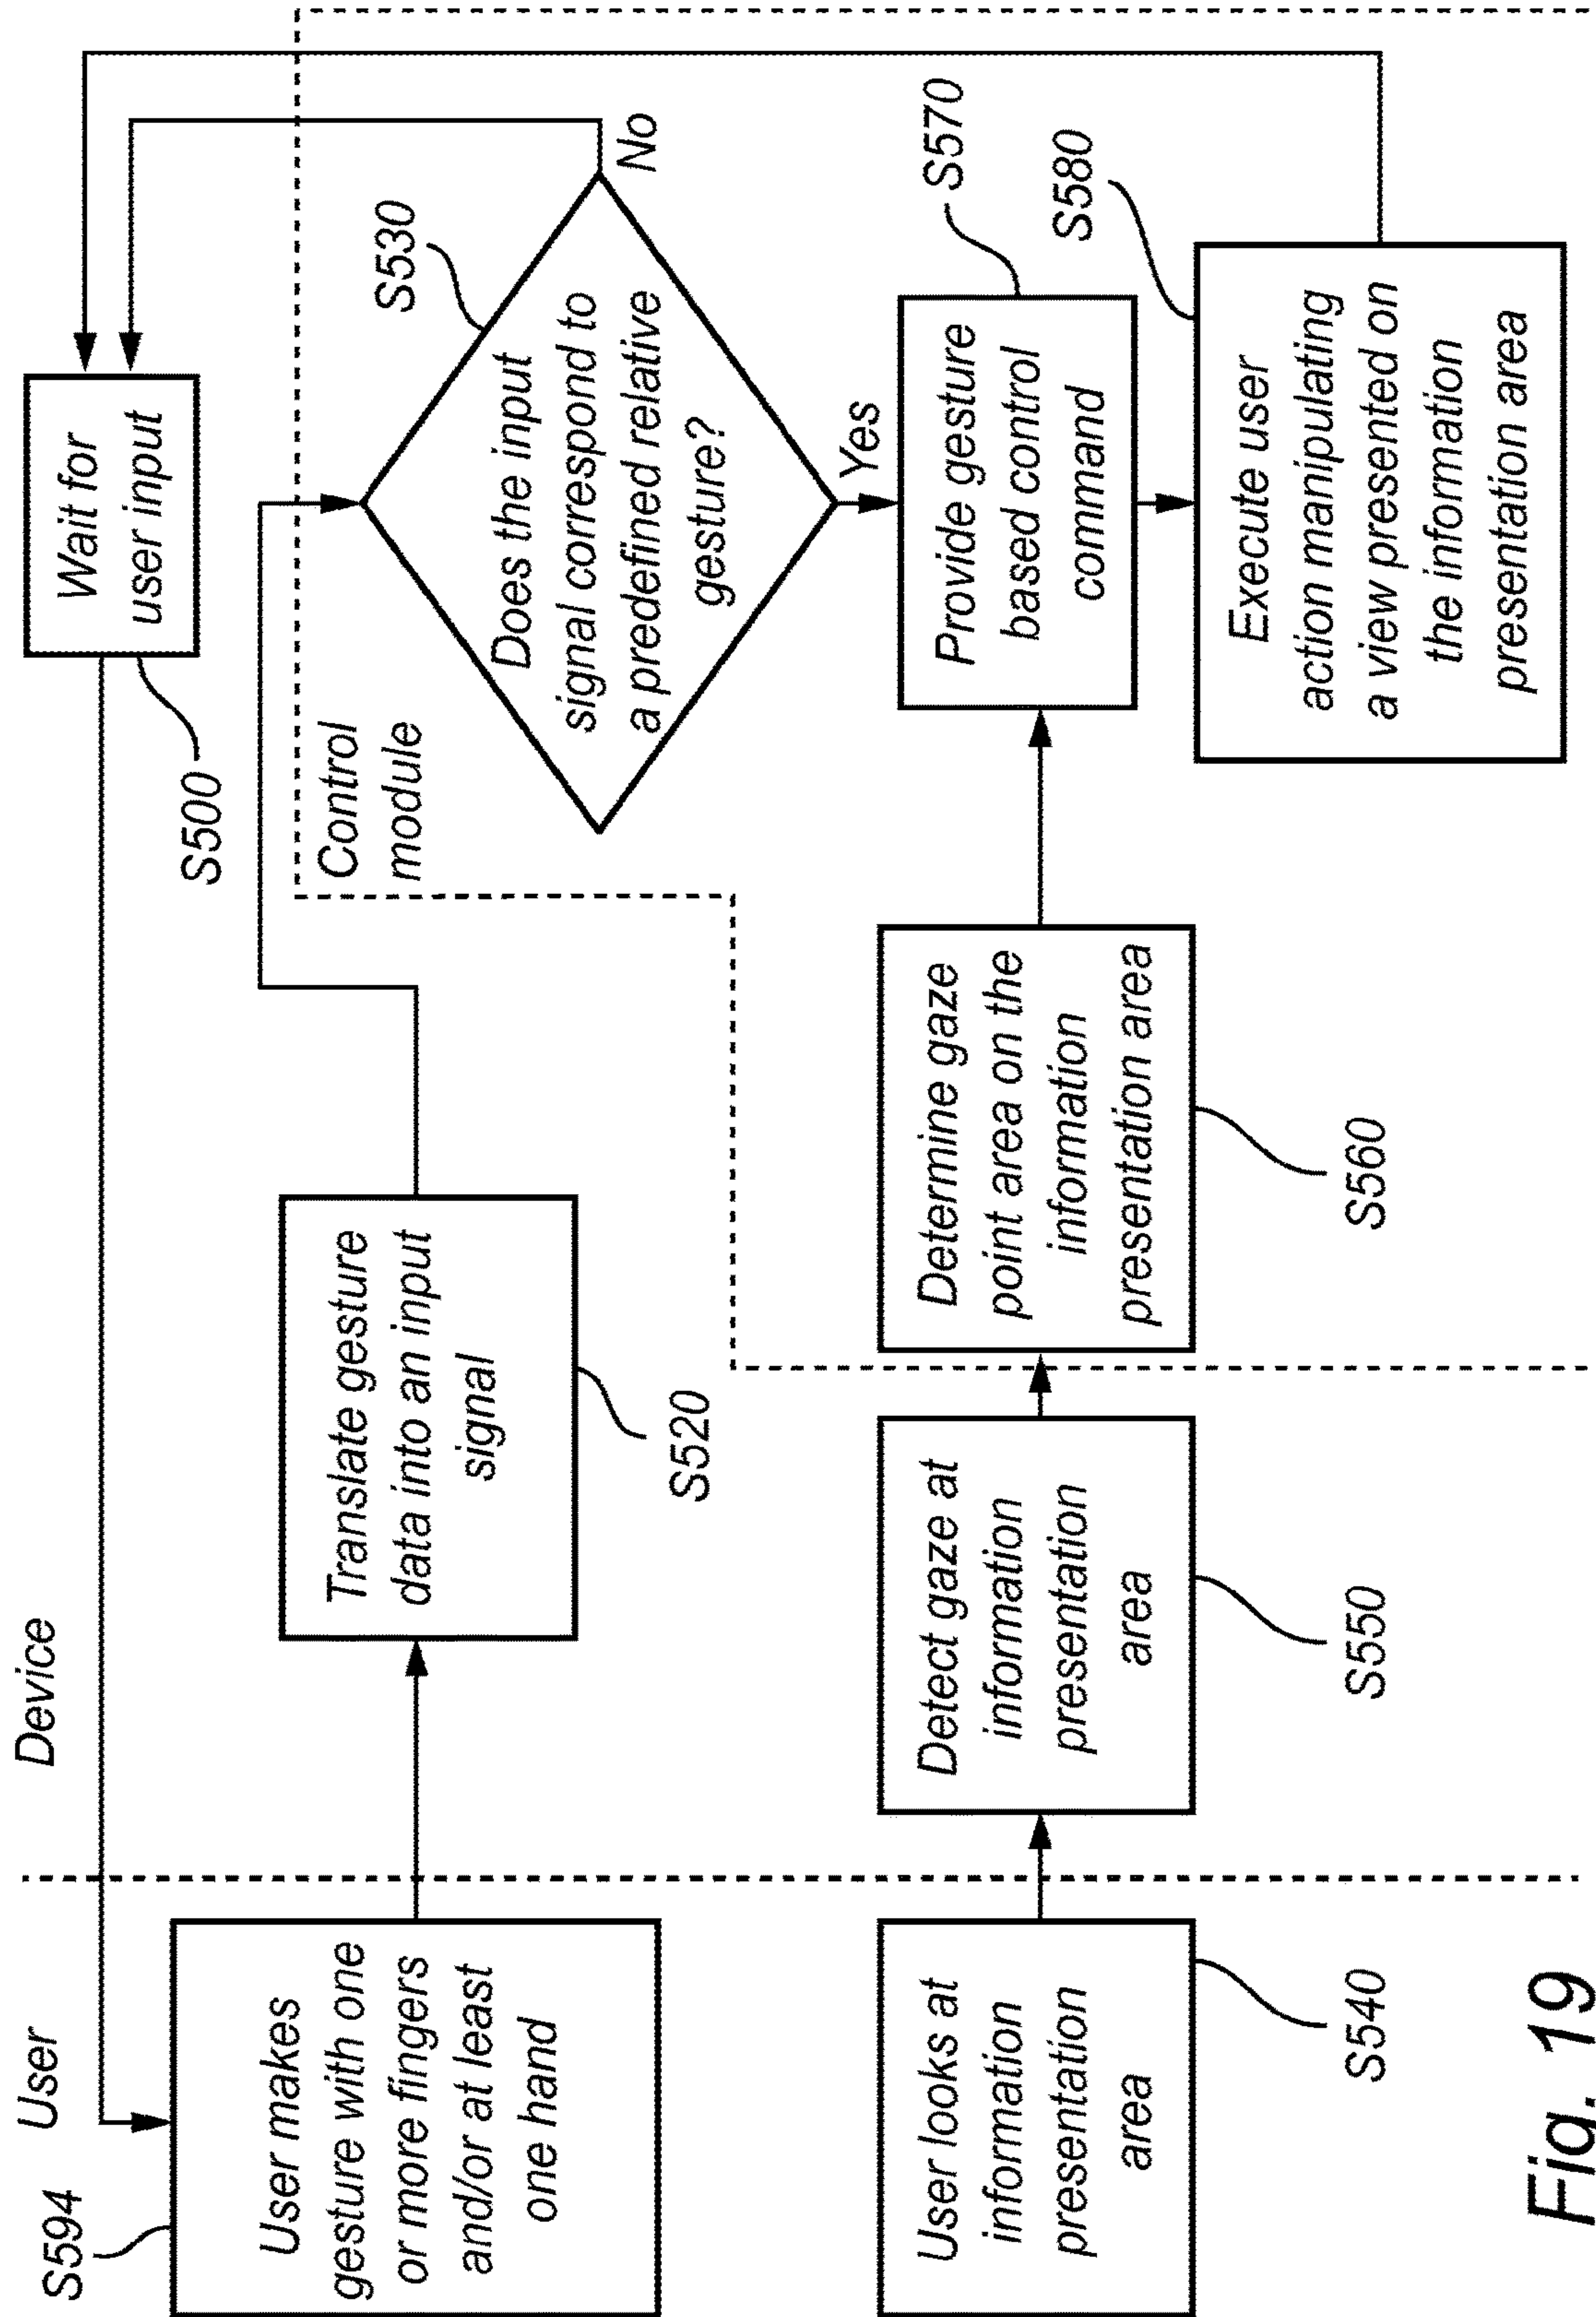 User
Device
S594
User makes
gesture with one
or more fingers
and/or at least
one hand
Wait for
user input
S500
Translate gesture
data into an input
signal
S520
Control
module
Does the input
signal correspond to
a predefined relative
gesture?
S530
No
Yes
User looks at
information
presentation
area
S540
Detect gaze at
information
presentation
area
S550
Determine gaze
point area on the
information
presentation area
S560
Provide gesture
based control
command
S570
Execute user
action manipulating
a view presented on
the information
presentation area
S580
Fig. 19